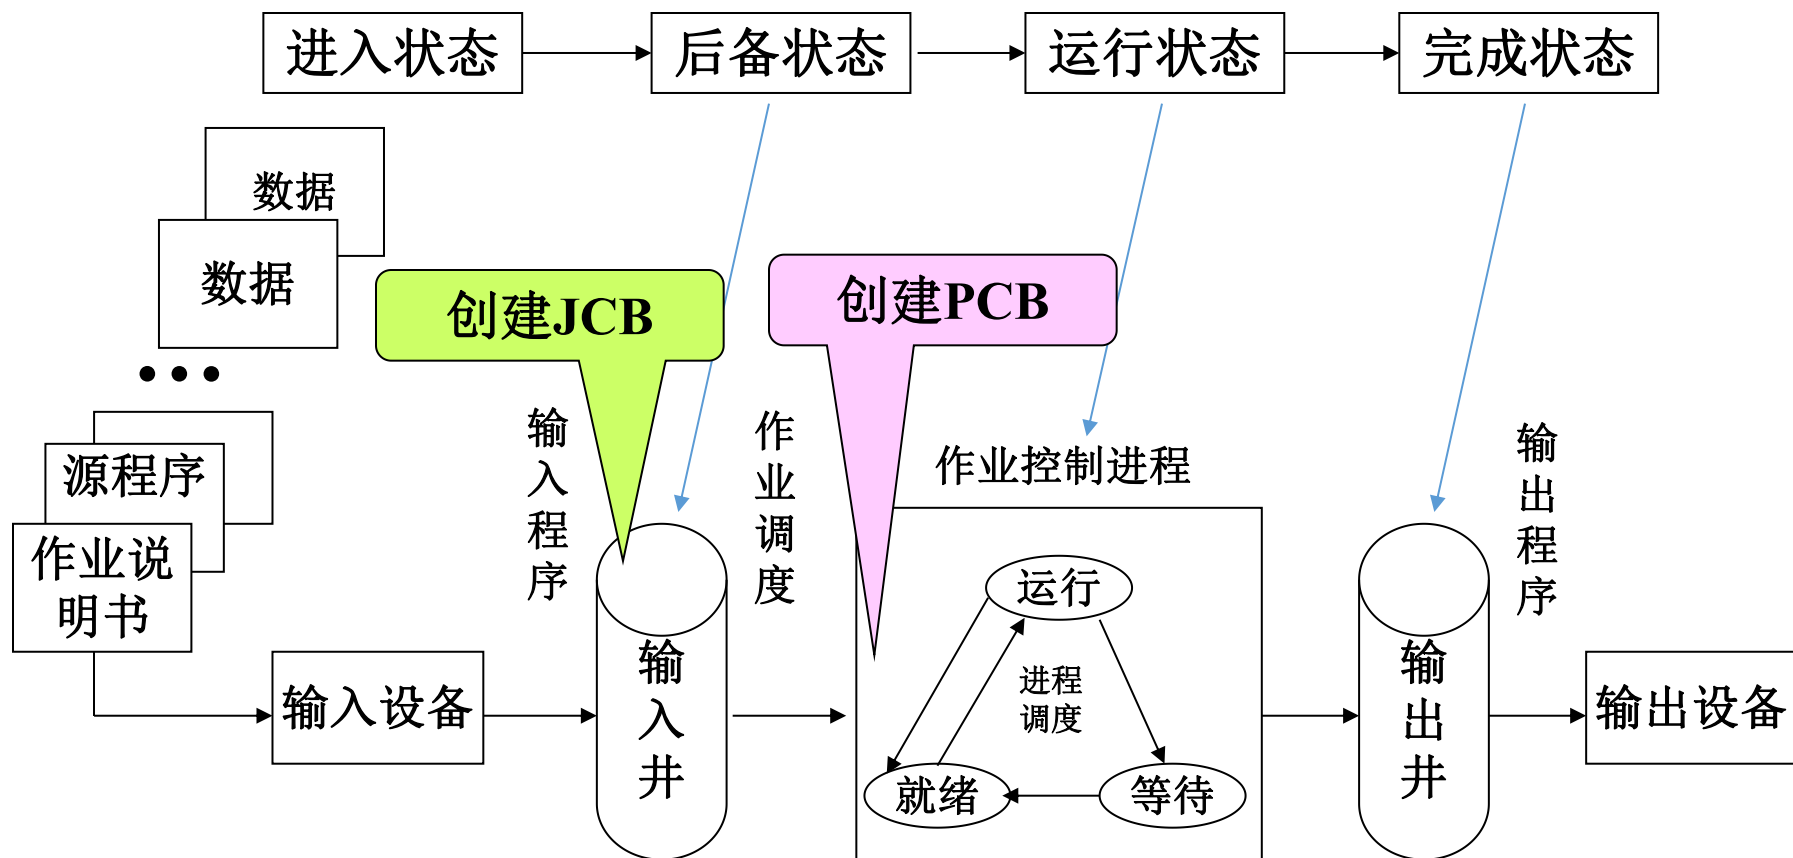 进入状态
后备状态
运行状态
完成状态
数据
数据
创建JCB
创建PCB
•••
源程序
作业说
明书
输入程序
作业调度
作业控制进程
输出程序
运行
进程
调度
就绪
等待
输入设备
输入井
输出井
输出设备